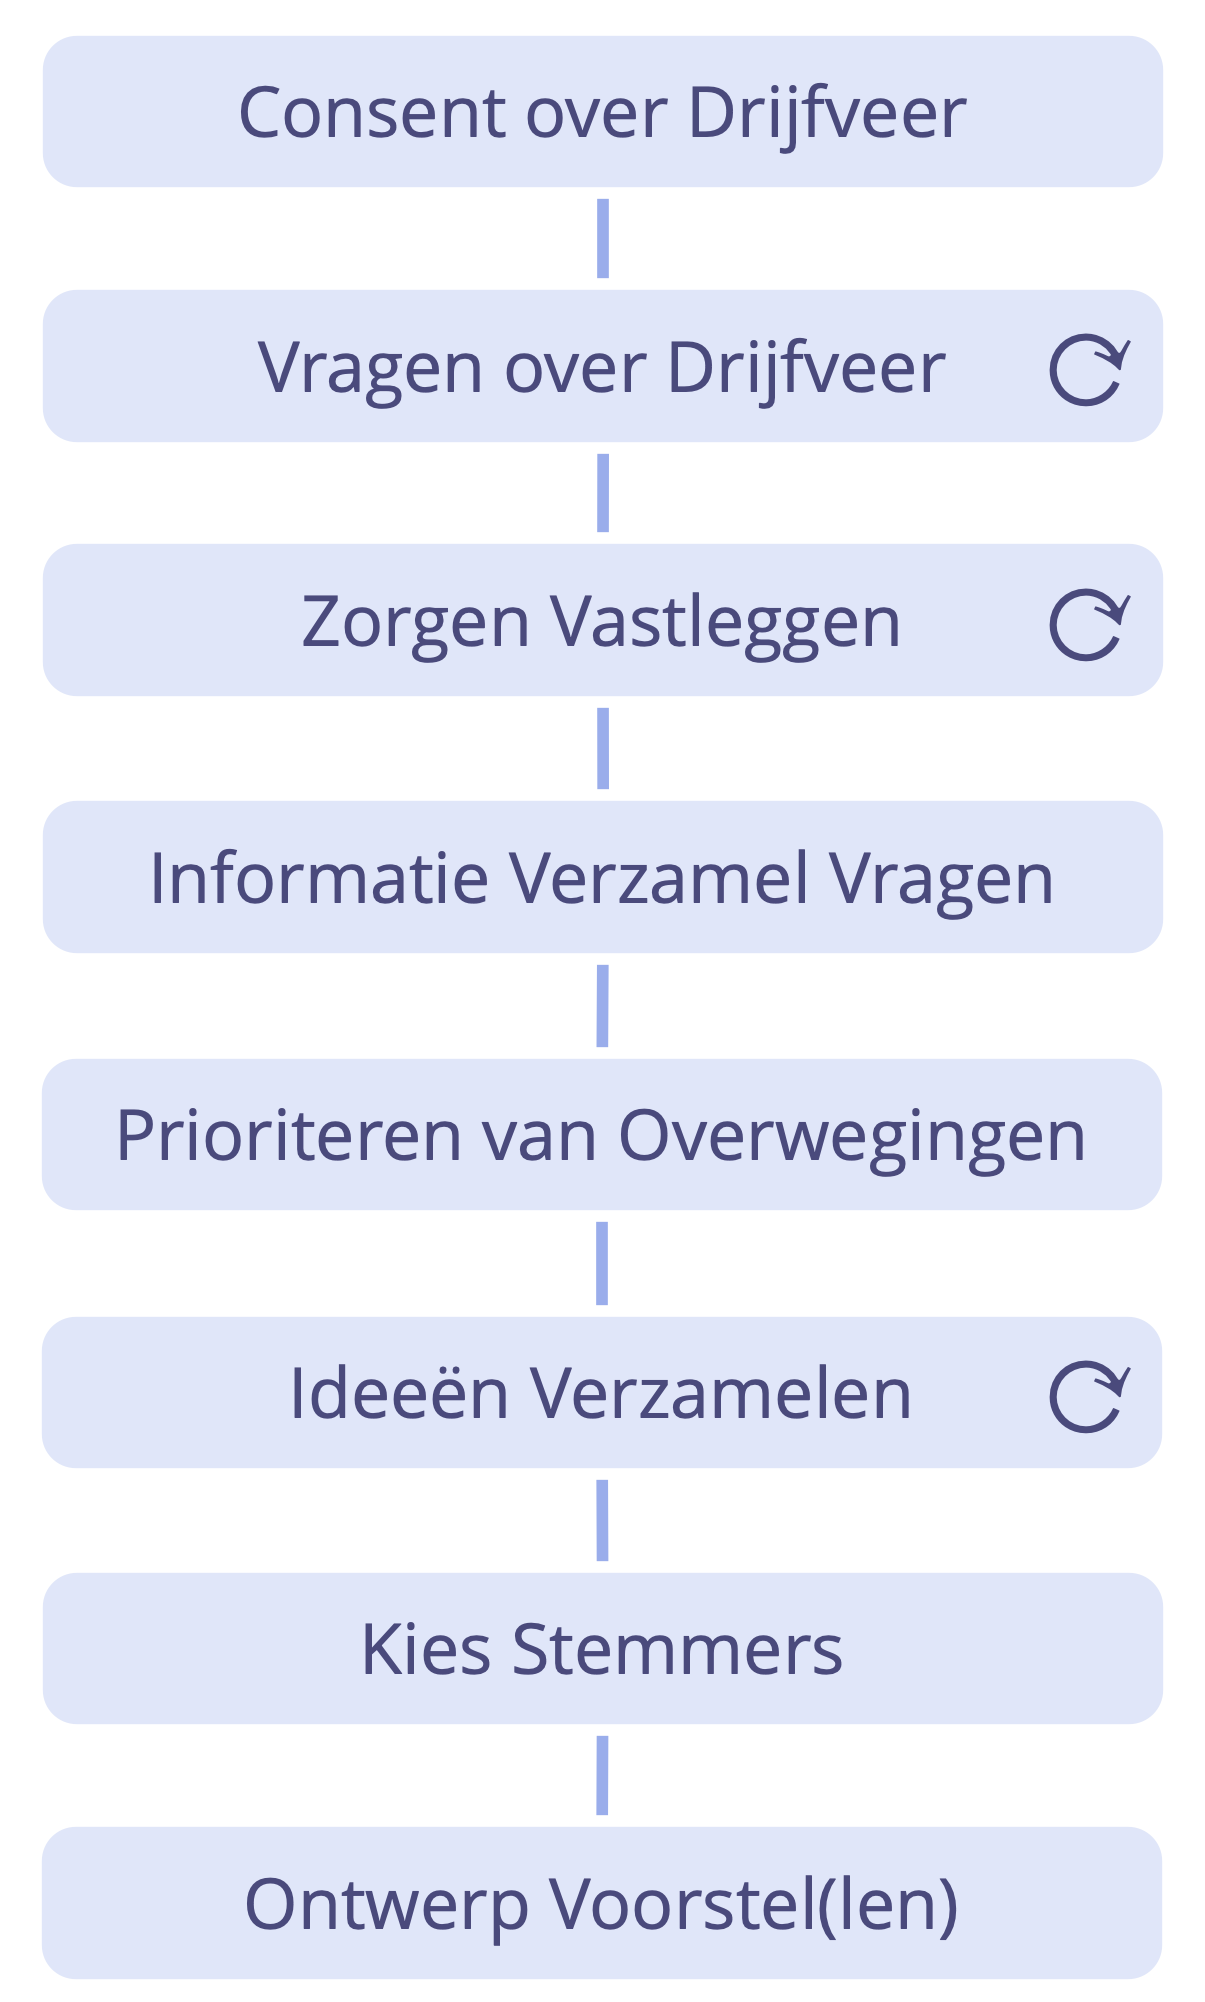 Consent over Drijfveer
Vragen over Drijfveer
Zorgen Vastleggen
Informatie Verzamel Vragen
Prioriteren van Overwegingen
Ideeën Verzamelen
Kies Stemmers
Ontwerp Voorstel(len)